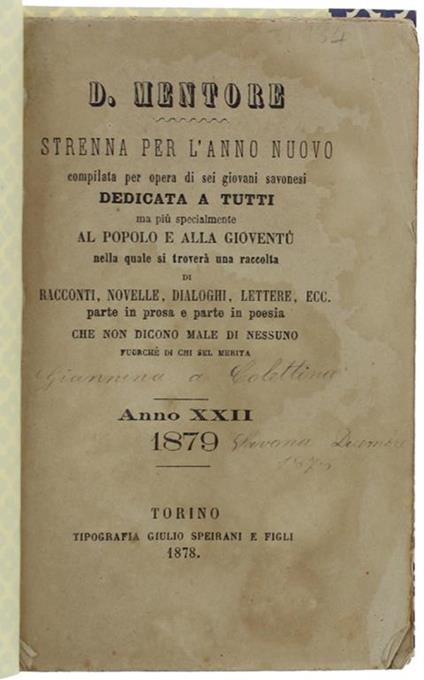 D. MENTORE
STRENNA PER L'ANNO NUOVO
compilata per opera di sei giovani savonesi
DEDICATA A TUTTI
ma più specialmente
AL POPOLO E ALLA GIOVENTÙ
nella quale si troverà una raccolta
DI
RACCONTI, NOVELLE, DIALOGHI, LETTERE, ECC.
parte in prosa e parte in poesia
CHE NON DICONO MALE DI NESSUNO
FUORCHÈ DI CHI SEL MERITA
Giannina a Colettina
Anno XXII
1879
TORINO
TIPOGRAFIA GIULIO SPEIRANI E FIGLI
1878.